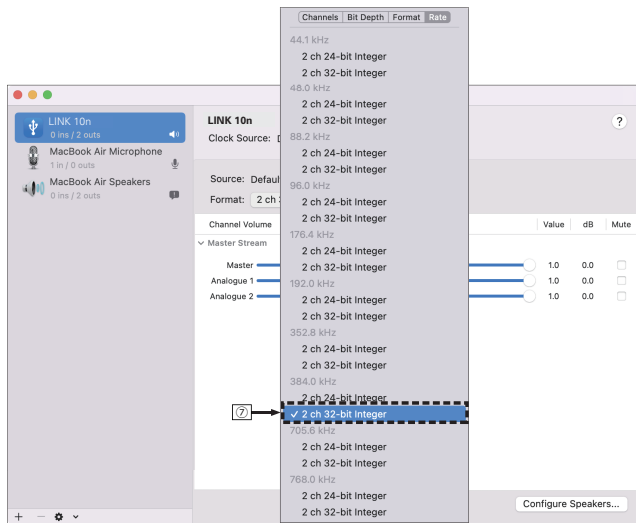 Channels Bit Depth Format Rate
44.1 kHz
2 ch 24-bit Integer
2 ch 32-bit Integer
48.0 kHz
2 ch 24-bit Integer
2 ch 32-bit Integer
88.2 kHz
2 ch 24-bit Integer
2 ch 32-bit Integer
96.0 kHz
2 ch 24-bit Integer
2 ch 32-bit Integer
176.4 kHz
2 ch 24-bit Integer
2 ch 32-bit Integer
192.0 kHz
2 ch 24-bit Integer
2 ch 32-bit Integer
352.8 kHz
2 ch 24-bit Integer
2 ch 32-bit Integer
384.0 kHz
2 ch 24-bit Integer
⑦ ✓ 2 ch 32-bit Integer
705.6 kHz
2 ch 24-bit Integer
2 ch 32-bit Integer
768.0 kHz
2 ch 24-bit Integer
2 ch 32-bit Integer
LINK 10n
0 ins / 2 outs
MacBook Air Microphone
1 in / 0 outs
MacBook Air Speakers
0 ins / 2 outs
LINK 10n
?
Clock Source:
Source: Defaul
Format: 2 ch
Channel Volume Value dB Mute
Master Stream
Master 1.0 0.0
Analogue 1 1.0 0.0
Analogue 2 1.0 0.0
Configure Speakers...